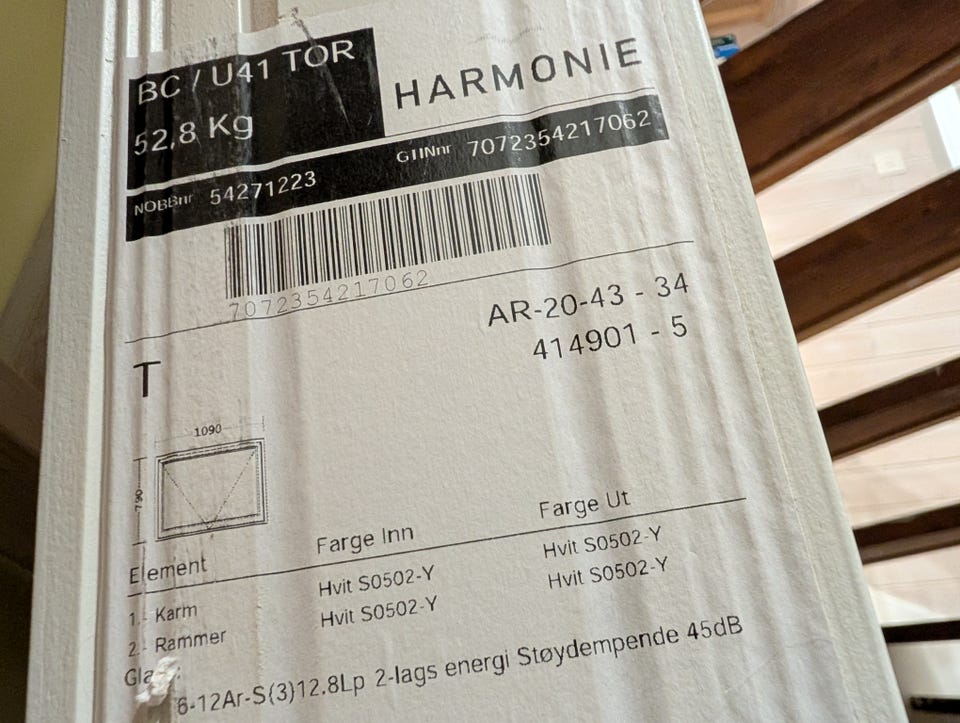 BC / U41 TOR
52,8 Kg
HARMONIE
NOBBnr 54271223 GTINnr 7072354217062
7072354217062
AR-20-43 - 34
414901 - 5
T
1090
790
Element Farge Inn Farge Ut
1 - Karm Hvit S0502-Y Hvit S0502-Y
2 - Rammer Hvit S0502-Y Hvit S0502-Y
6-12Ar-S(3)12.8Lp 2-lags energi Støydempende 45dB